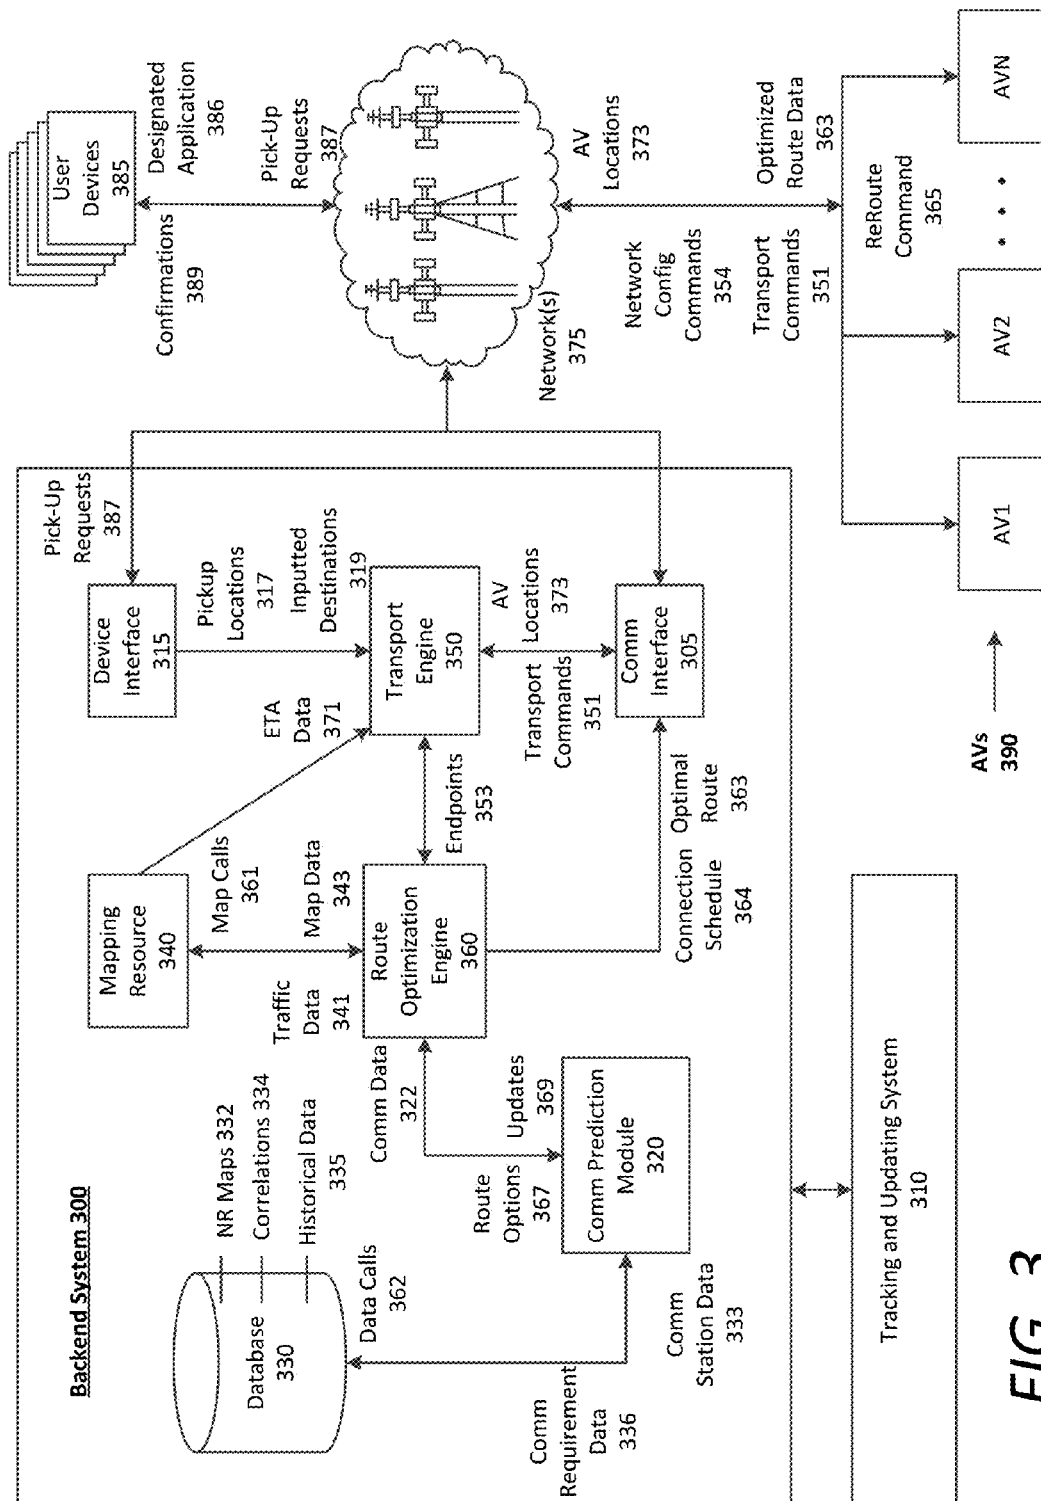 Backend System 300
Database
330
NR Maps 332
Correlations 334
Historical Data
335
Data Calls
362
Comm
Requirement
Data
336
Comm
Station Data
333
Comm Prediction
Module
320
Route
Options
367
Updates
369
Comm Data
322
Mapping
Resource
340
Map Calls
361
Traffic
Data
341
Map Data
343
Route
Optimization
Engine
360
Endpoints
353
Connection
Schedule
364
Optimal
Route
363
ETA
Data
371
Device
Interface
315
Pick-Up
Requests
387
Pickup
Locations
317
Inputted
Destinations
319
Transport
Engine
350
Transport
Commands
351
AV
Locations
373
Comm
Interface
305
User
Devices
385
Designated
Application
386
Confirmations
389
Pick-Up
Requests
387
Network(s)
375
AV
Locations
373
Network
Config
Commands
354
Transport
Commands
351
Optimized
Route Data
363
ReRoute
Command
365
AVs
390
AV1
AV2
AVN
Tracking and Updating System
310
FIG. 3